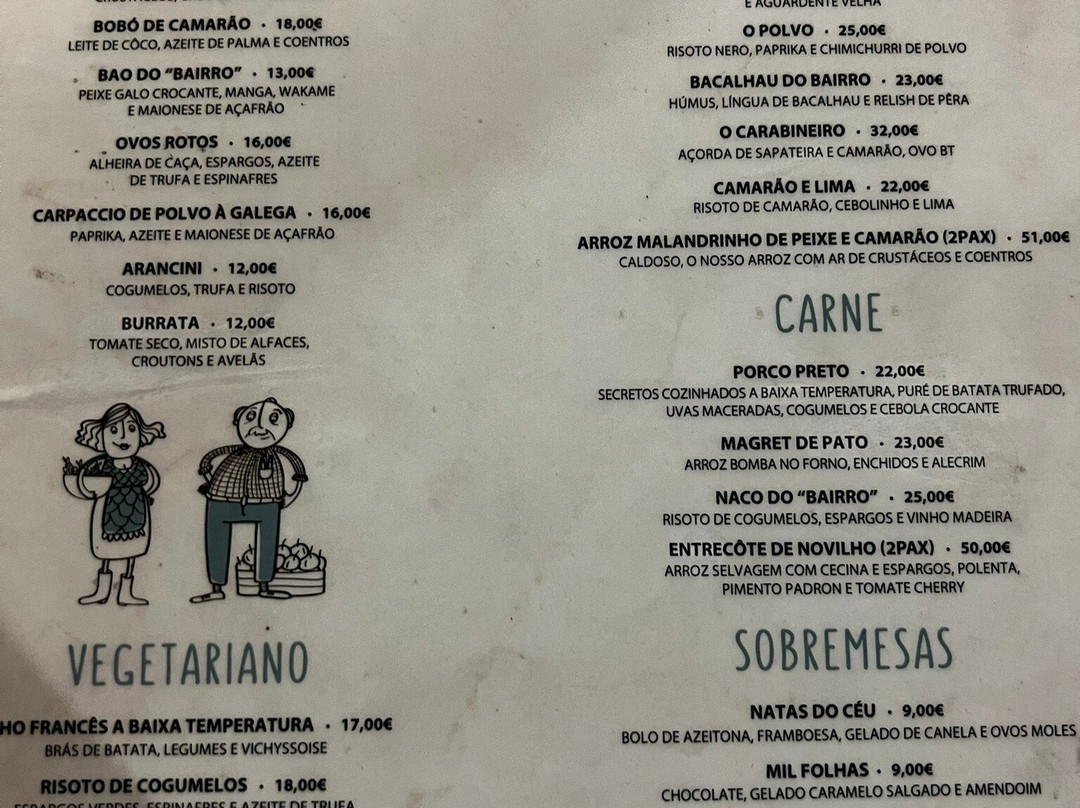 BOBÓ DE CAMARÃO · 18,00€
LEITE DE CÔCO, AZEITE DE PALMA E COENTROS
BAO DO “BAIRRO” · 13,00€
PEIXE GALO CROCANTE, MANGA, WAKAME
E MAIONESE DE AÇAFRÃO
OVOS ROTOS · 16,00€
ALHEIRA DE CAÇA, ESPARGOS, AZEITE
DE TRUFA E ESPINAFRES
CARPACCIO DE POLVO À GALEGA · 16,00€
PAPRIKA, AZEITE E MAIONESE DE AÇAFRÃO
ARANCINI · 12,00€
COGUMELOS, TRUFA E RISOTO
BURRATA · 12,00€
TOMATE SECO, MISTO DE ALFACES,
CROUTONS E AVELÃS
VEGETARIANO
HO FRANCÊS A BAIXA TEMPERATURA · 17,00€
BRÁS DE BATATA, LEGUMES E VICHYSSOISE
RISOTO DE COGUMELOS · 18,00€
ESPARGOS VERDES, ESPINAFRES E AZEITE DE TRUFA
E AGUARDENTE VELHA
O POLVO · 25,00€
RISOTO NERO, PAPRIKA E CHIMICHURRI DE POLVO
BACALHAU DO BAIRRO · 23,00€
HÚMUS, LÍNGUA DE BACALHAU E RELISH DE PÊRA
O CARABINEIRO · 32,00€
AÇORDA DE SAPATEIRA E CAMARÃO, OVO BT
CAMARÃO E LIMA · 22,00€
RISOTO DE CAMARÃO, CEBOLINHO E LIMA
ARROZ MALANDRINHO DE PEIXE E CAMARÃO (2PAX) · 51,00€
CALDOSO, O NOSSO ARROZ COM AR DE CRUSTÁCEOS E COENTROS
CARNE
PORCO PRETO · 22,00€
SECRETOS COZINHADOS A BAIXA TEMPERATURA, PURÉ DE BATATA TRUFADO,
UVAS MACERADAS, COGUMELOS E CEBOLA CROCANTE
MAGRET DE PATO · 23,00€
ARROZ BOMBA NO FORNO, ENCHIDOS E ALECRIM
NACO DO “BAIRRO” · 25,00€
RISOTO DE COGUMELOS, ESPARGOS E VINHO MADEIRA
ENTRECÔTE DE NOVILHO (2PAX) · 50,00€
ARROZ SELVAGEM COM CECINA E ESPARGOS, POLENTA,
PIMENTO PADRON E TOMATE CHERRY
SOBREMESAS
NATAS DO CÉU · 9,00€
BOLO DE AZEITONA, FRAMBOESA, GELADO DE CANELA E OVOS MOLES
MIL FOLHAS · 9,00€
CHOCOLATE, GELADO CARAMELO SALGADO E AMENDOIM